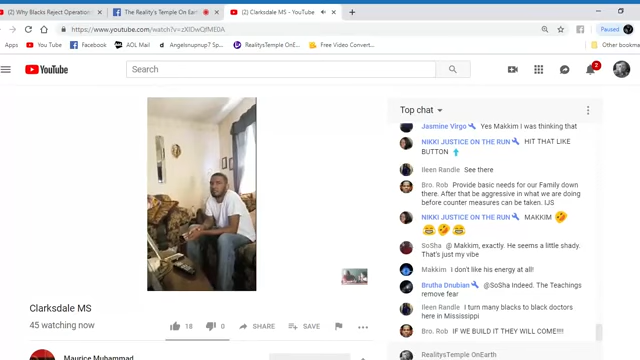 Why Blacks Reject Operation
The Reality's Temple On Earth
Clarksdale MS - YouTube
https://www.youtube.com/watch?v=
Paused
Apps
You Tube
Facebook
AOL Mail
Angelsnupnup7 Sp
RealitysTemple OnE
Free Video Convert
Other bookmar
YouTube
Search
2
Top chat
Jasmine Virgo Yes Makkim I was thinking that
NIKKI JUSTICE ON THE RUN HIT THAT LIKE
BUTTON
Ileen Randle See there
Bro. Rob Provide basic needs for our Family down
there. After that be aggressive in what we are doing
before counter measures can be taken. IJS
NIKKI JUSTICE ON THE RUN MAKKIM
SoSha @ Makkim, exactly. He seems a little shady.
That's just my vibe
Makkim I don't like his energy at all!
Brutha Dnubian @SoSha Indeed. The Teachings
remove fear
Ileen Randle I turn many blacks to black doctors
here in Mississippi
Bro. Rob IF WE BUILD IT THEY WILL COME!!!!
RealitysTemple OnEarth
Clarksdale MS
45 watching now
18
0
SHARE
SAVE
Maurice Muhammad